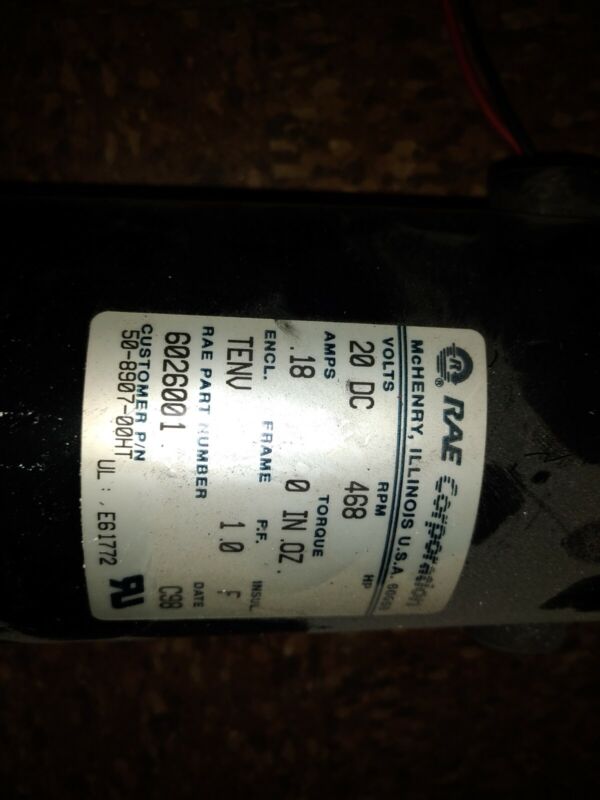 R ® RAE Corporation
McHENRY, ILLINOIS U.S.A.
VOLTS RPM HP
20 DC 468
AMPS TORQUE
.18 0 IN.OZ.
ENCL. FRAME P.F. INSUL
TENV 1.0 F
RAE PART NUMBER DATE
6026001 C98
CUSTOMER P/N
50-8907-00HT UL:, E61772